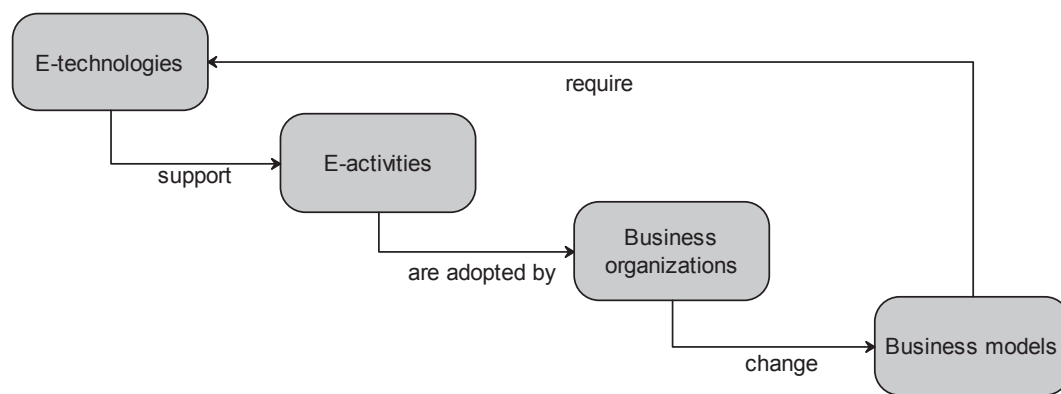 E-technologies
require
E-activities
support
Business
organizations
are adopted by
Business models
change